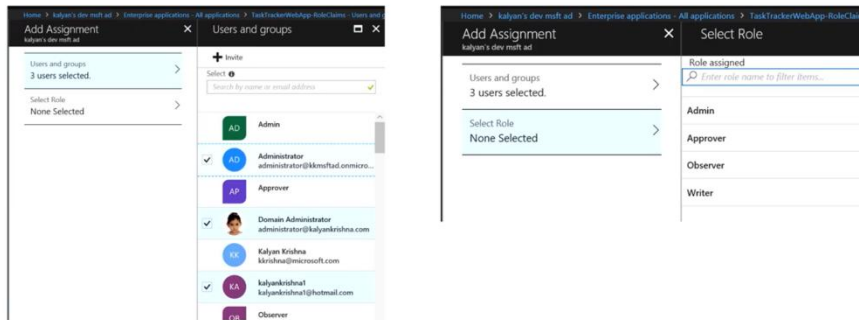 Home > kalyan's dev msft ad > Enterprise applications - All applications > TaskTrackerWebApp-RoleClaims - Users and g
Add Assignment
kalyan's dev msft ad
Users and groups
3 users selected.
Select Role
None Selected
Users and groups
Invite
Select
Search by name or email address
AD
Admin
AD
Administrator
administrator@kkmsftad.onmicro...
AP
Approver
Domain Administrator
administrator@kalyankrishna.com
KK
Kalyan Krishna
kkrishna@microsoft.com
KA
kalyankrishna1
kalyankrishna1@hotmail.com
OB
Observer
Home > kalyan's dev msft ad > Enterprise applications - All applications > TaskTrackerWebApp-RoleClai
Add Assignment
kalyan's dev msft ad
Users and groups
3 users selected.
Select Role
None Selected
Select Role
Role assigned
Enter role name to filter items...
Admin
Approver
Observer
Writer